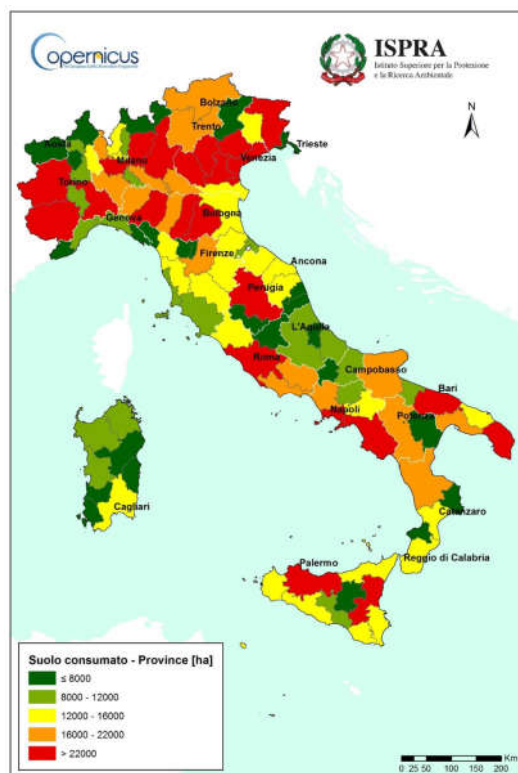 Copernicus
ISPRA
Istituto Superiore per la Protezione
e la Ricerca Ambientale
N
Bolzano
Trento
Aosta
Trieste
Milano
Venezia
Torino
Genova
Bologna
Firenze
Ancona
Perugia
L'Aquila
Roma
Campobasso
Bari
Napoli
Potenza
Cagliari
Catanzaro
Palermo
Reggio di Calabria
Suolo consumato - Province [ha]
≤ 8000
8000 - 12000
12000 - 16000
16000 - 22000
> 22000
Km
0 25 50 100 150 200